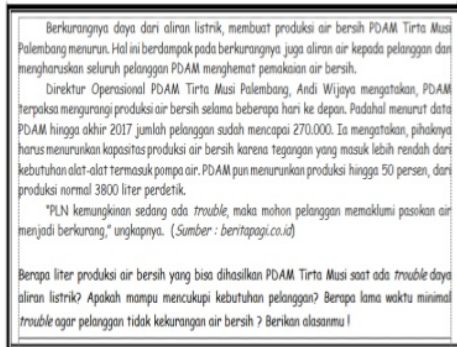 Berkurangnya daya dari aliran listrik, membuat produksi air bersih PDAM Tirta Musi
Palembang menurun. Hal ini berdampak pada berkurangnya juga aliran air kepada pelanggan dan
mengharuskan seluruh pelanggan PDAM menghemat pemakaian air bersih.
Direktur Operasional PDAM Tirta Musi Palembang, Andi Wijaya mengatakan, PDAM
terpaksa mengurangi produksi air bersih selama beberapa hari ke depan. Padahal menurut data
PDAM hingga akhir 2017 jumlah pelanggan sudah mencapai 270.000. Ia mengatakan, pihaknya
harus menurunkan kapasitas produksi air bersih karena tegangan yang masuk lebih rendah dari
kebutuhan alat-alat termasuk pompa air. PDAM pun menurunkan produksi hingga 50 persen, dari
produksi normal 3800 liter perdetik.
"PLN kemungkinan sedang ada trouble, maka mohon pelanggan memaklumi pasokan air
menjadi berkurang," ungkapnya. (Sumber : beritapagi.co.id)
Berapa liter produksi air bersih yang bisa dihasilkan PDAM Tirta Musi saat ada trouble daya
aliran listrik? Apakah mampu mencukupi kebutuhan pelanggan? Berapa lama waktu minimal
trouble agar pelanggan tidak kekurangan air bersih ? Berikan alasanmu !